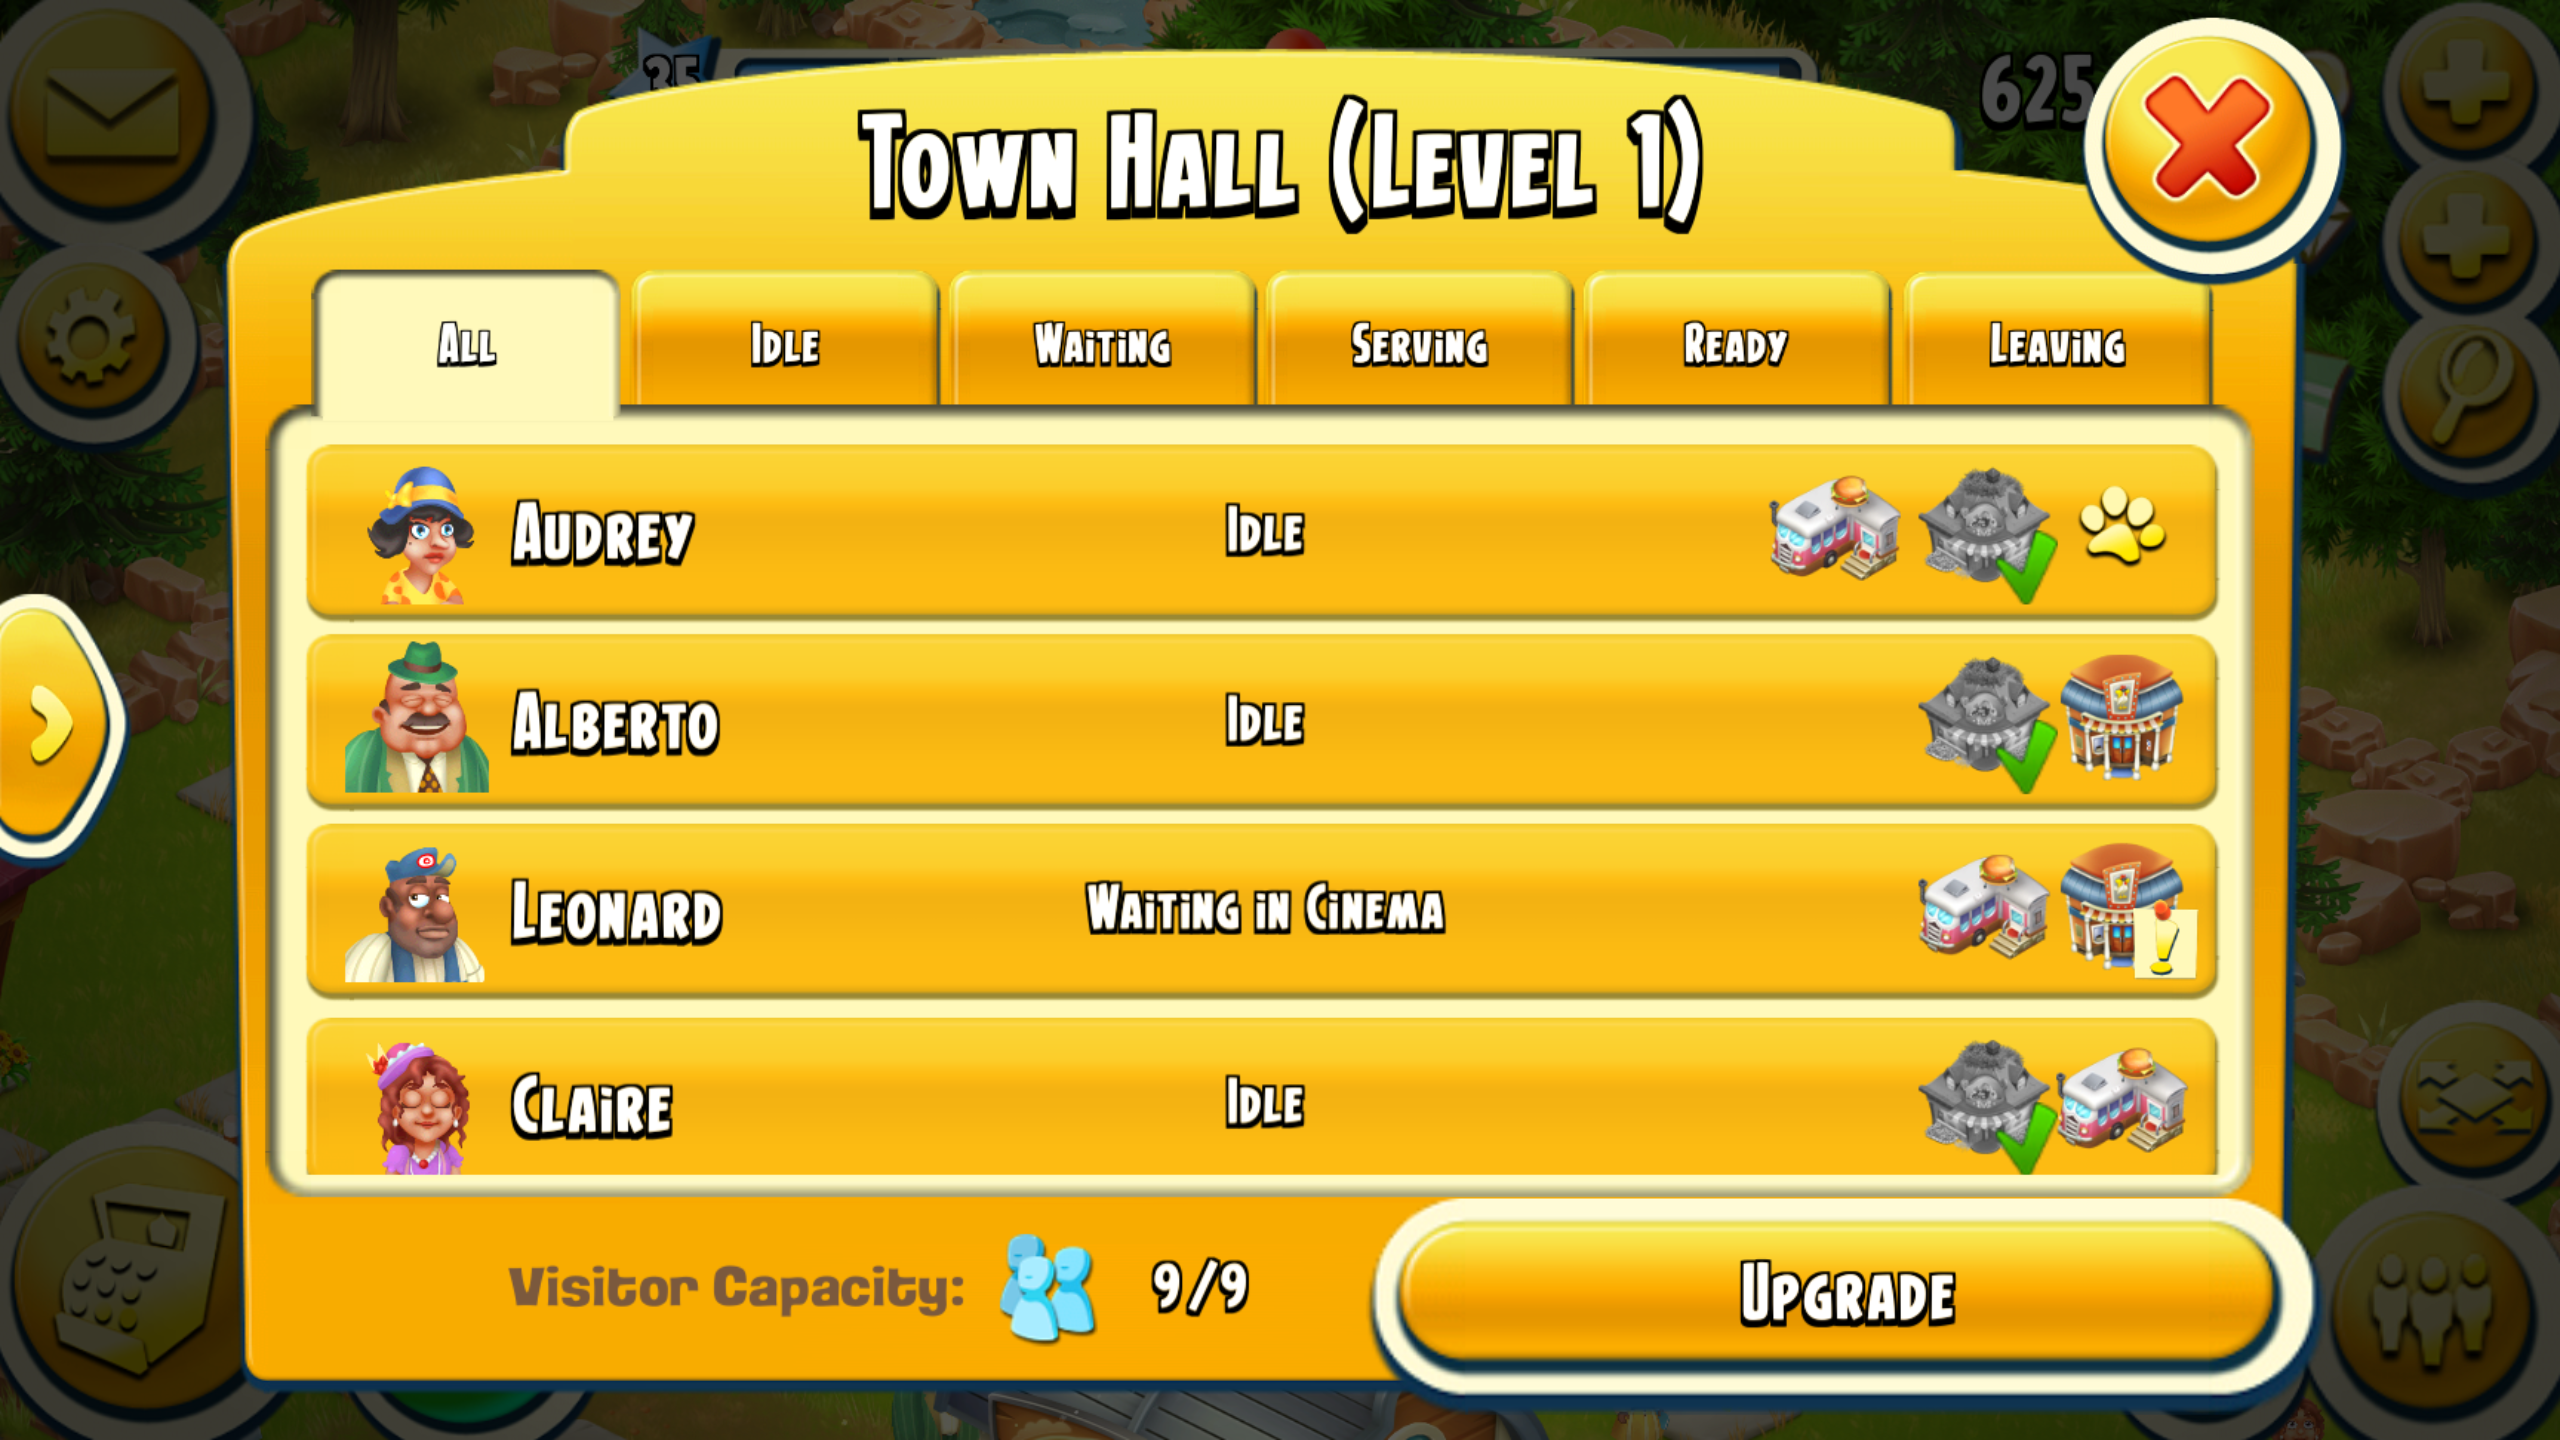 35
625
Town Hall (Level 1)
All
Idle
Waiting
Serving
Ready
Leaving
Audrey
Idle
Alberto
Idle
Leonard
Waiting in Cinema
Claire
Idle
Visitor Capacity:
9/9
Upgrade